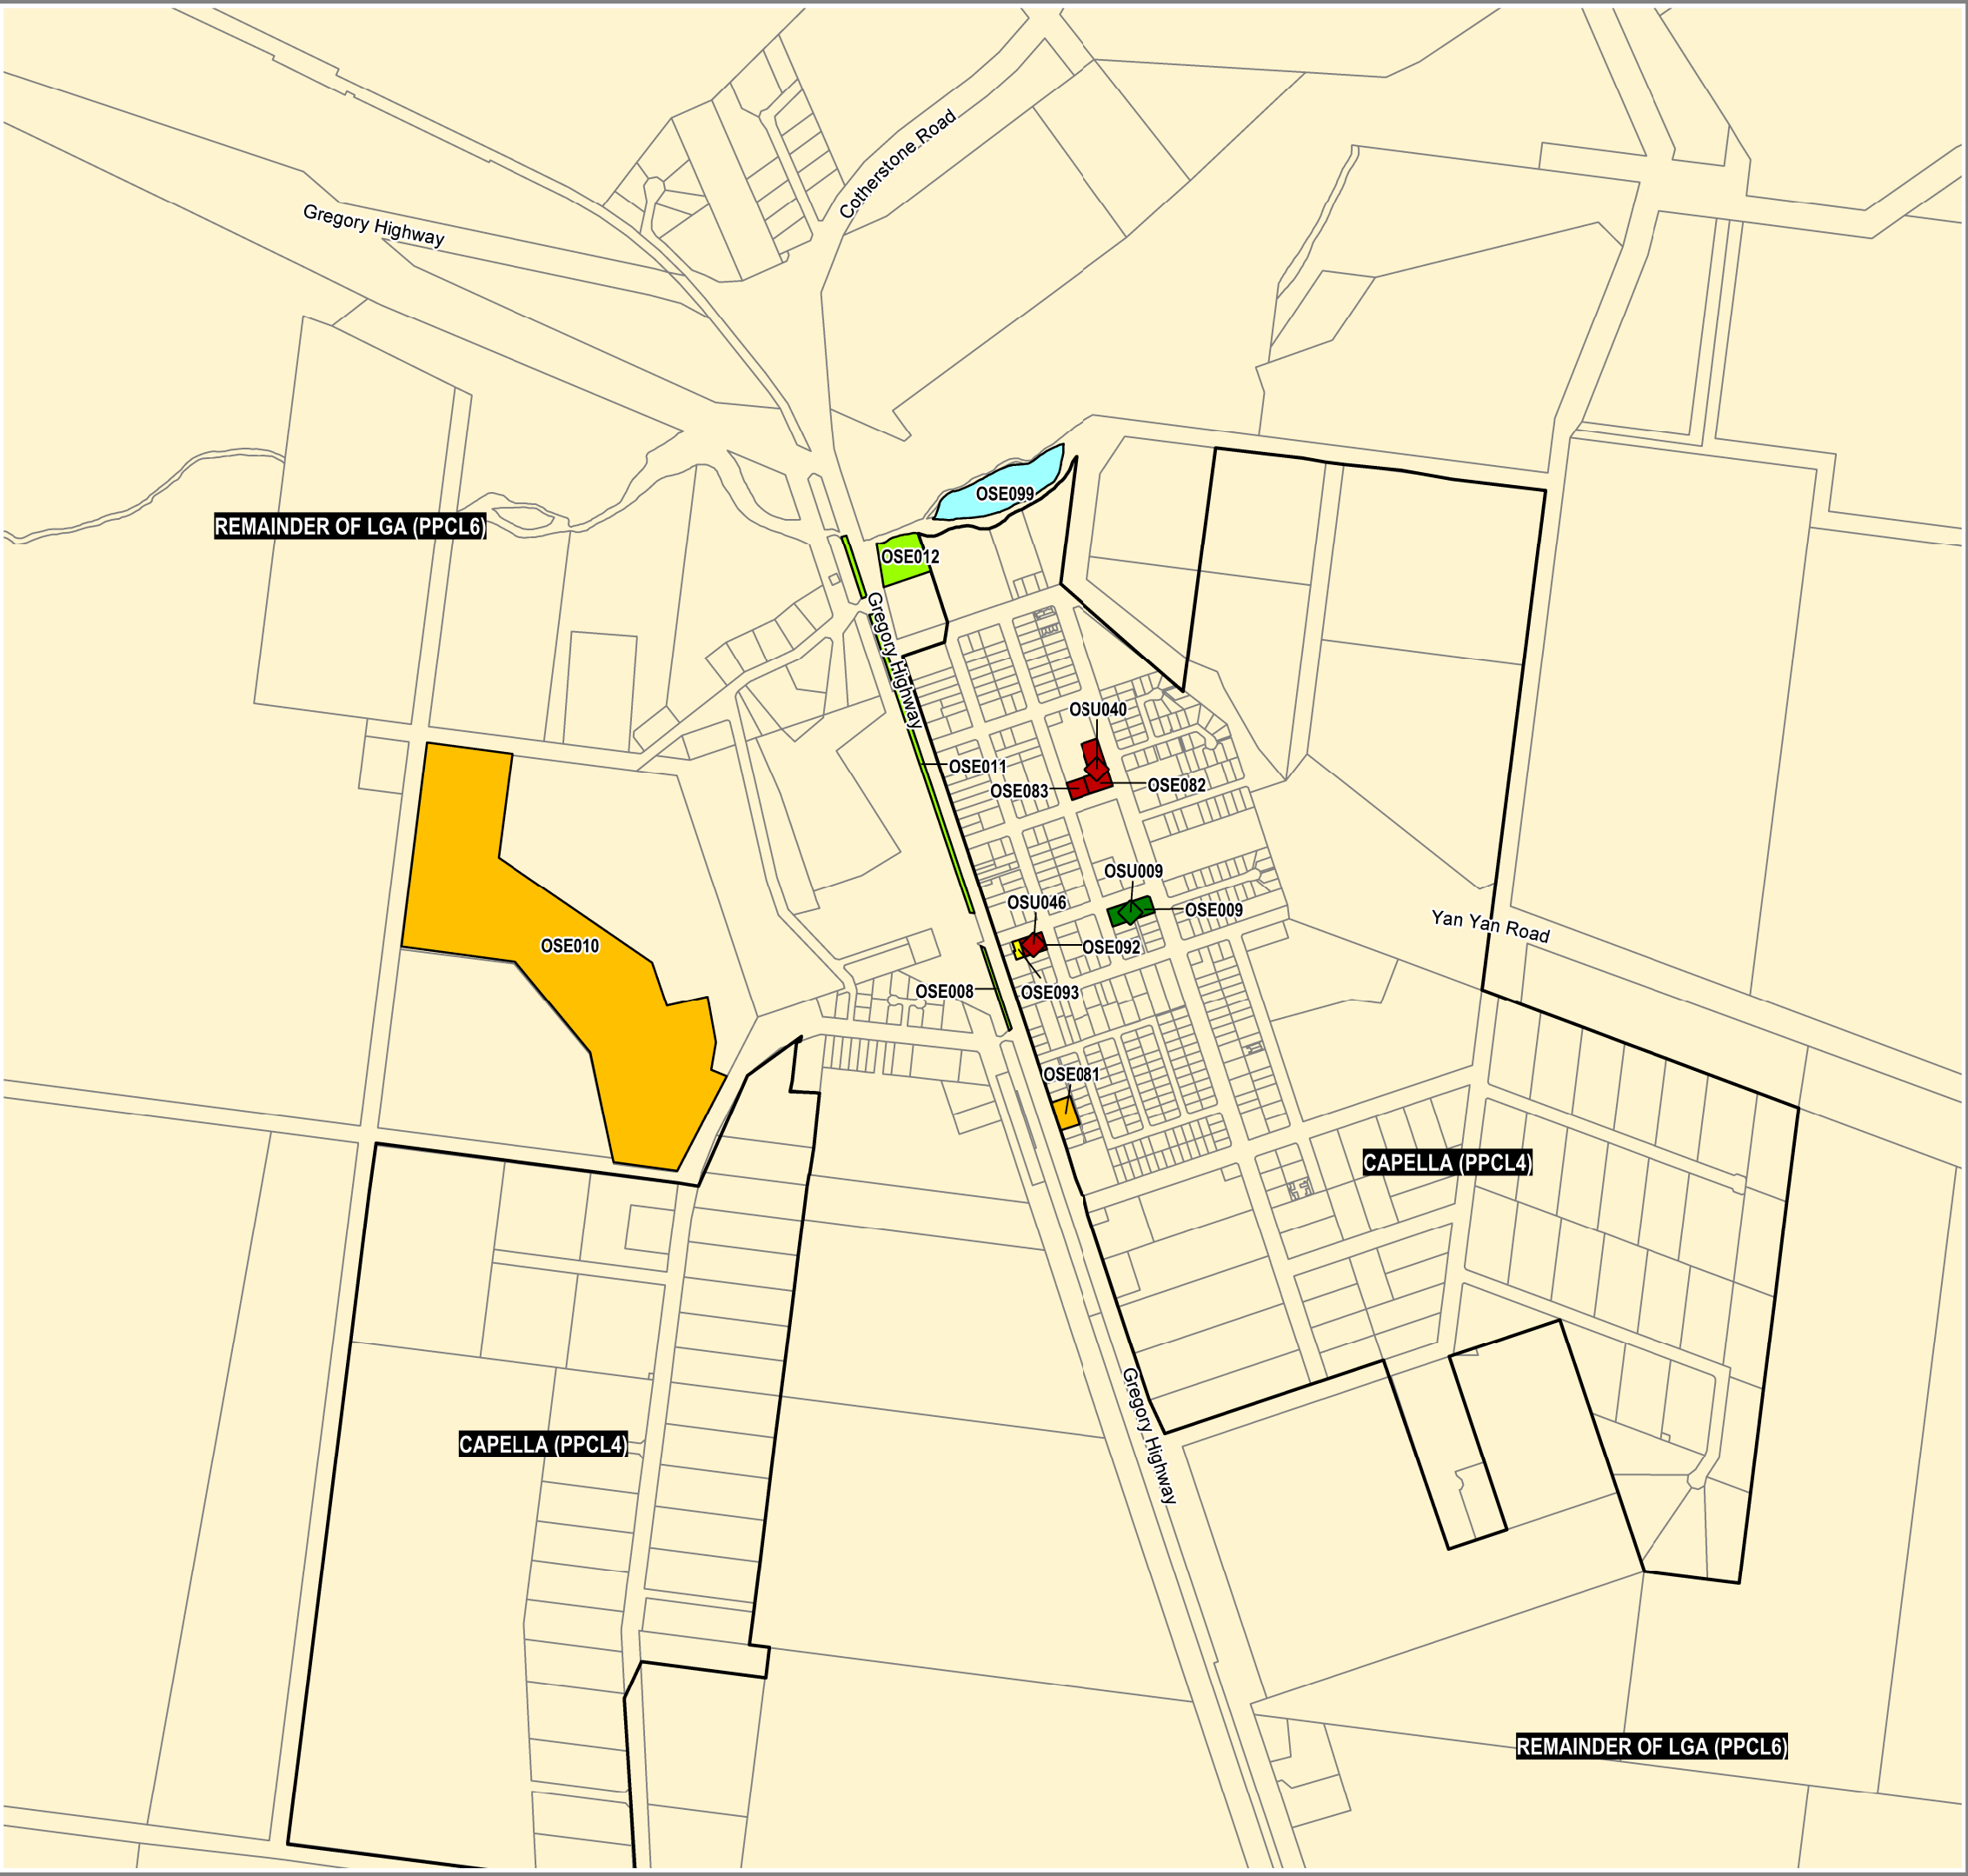 Cotherstone Road
Gregory Highway
OSE099
REMAINDER OF LGA (PPCL6)
OSE012
Gregory Highway
OSU040
OSE011
OSE083
OSE082
OSU009
OSU046
OSE009
Yan Yan Road
OSE010
OSE092
OSE008
OSE093
OSE081
CAPELLA (PPCL4)
CAPELLA (PPCL4)
Gregory Highway
REMAINDER OF LGA (PPCL6)